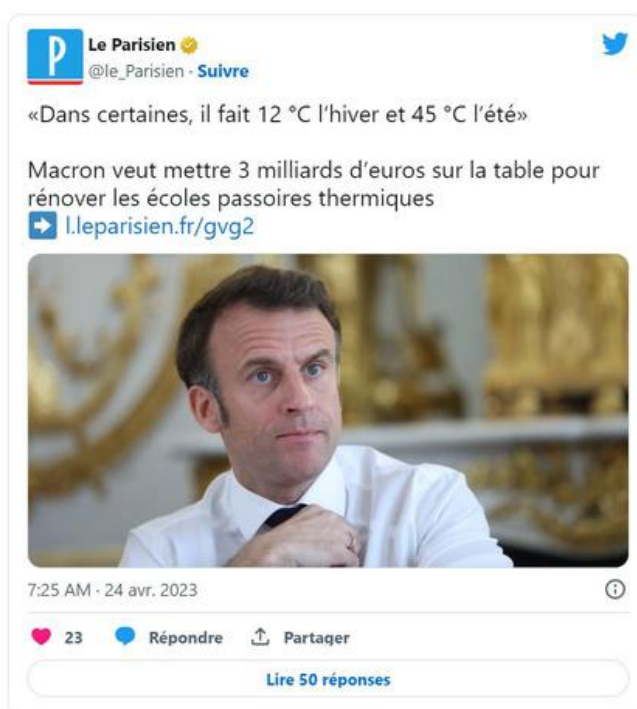 P
Le Parisien
@le_Parisien · Suivre
«Dans certaines, il fait 12 °C l’hiver et 45 °C l’été»
Macron veut mettre 3 milliards d’euros sur la table pour
rénover les écoles passoires thermiques
➡️ l.leparisien.fr/gvg2
7:25 AM · 24 avr. 2023
23 Répondre Partager
Lire 50 réponses